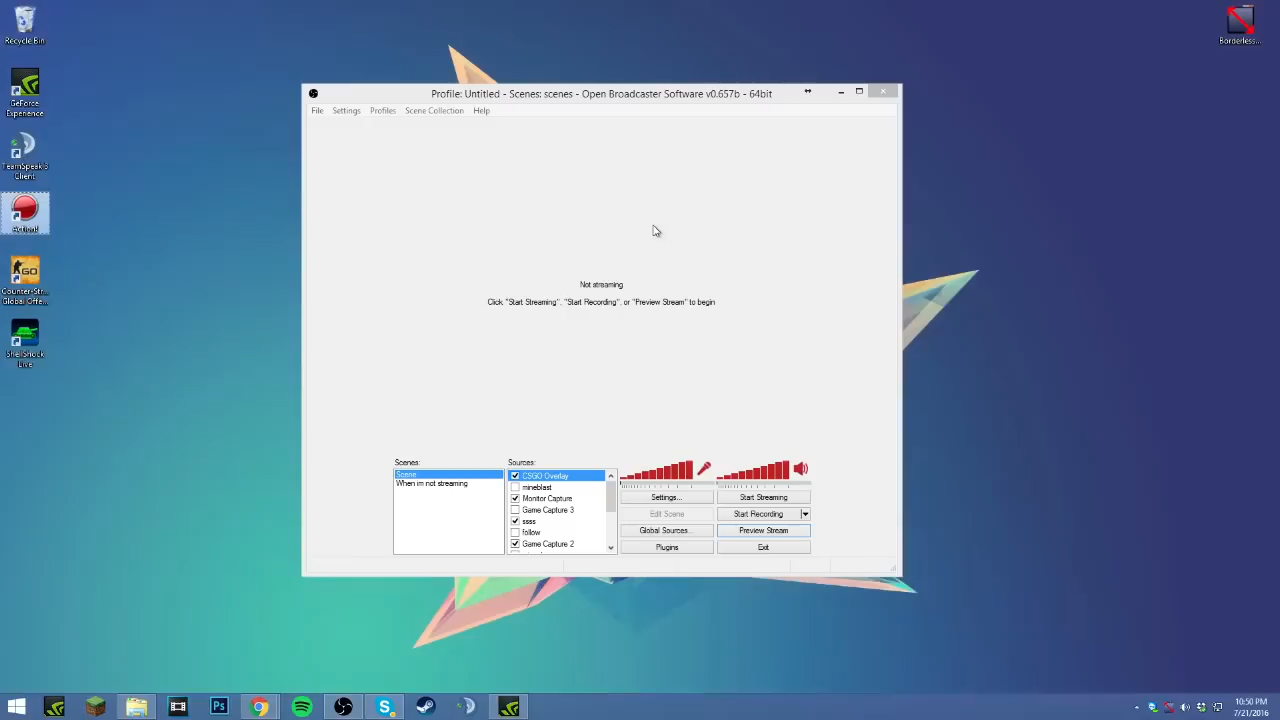 Recycle Bin
GeForce
Experience
TeamSpeak 3
Client
Action!
Counter-Str...
Global Offe...
ShellShock
Live
Borderless...
Profile: Untitled - Scenes: scenes - Open Broadcaster Software v0.657b - 64bit
File Settings Profiles Scene Collection Help
Not streaming
Click "Start Streaming", "Start Recording", or "Preview Stream" to begin
Scenes:
Scene
When im not streaming
Sources:
CSGO Overlay
mineblast
Monitor Capture
Game Capture 3
ssss
follow
Game Capture 2
Settings...
Start Streaming
Edit Scene
Start Recording
Global Sources...
Preview Stream
Plugins
Exit
10:50 PM
7/21/2016